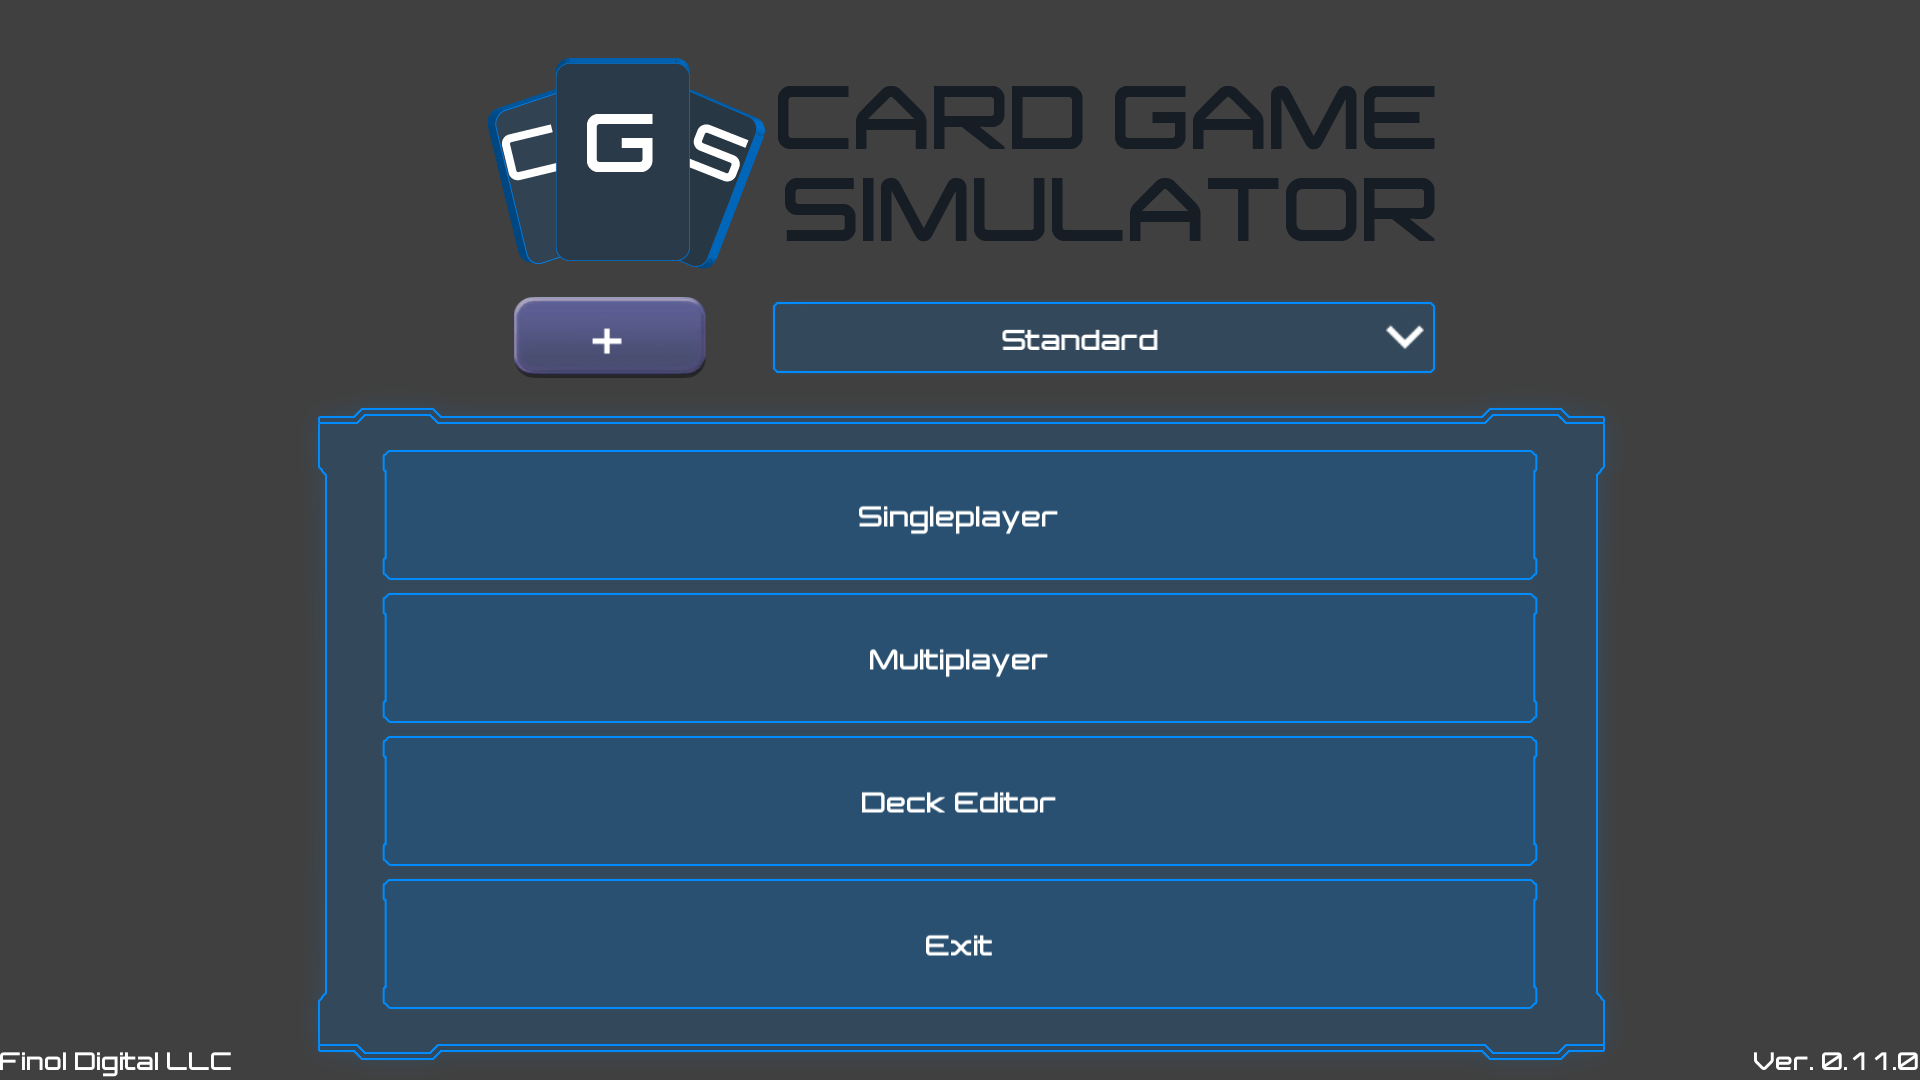 C G S
CARD GAME
SIMULATOR
+
Standard
Singleplayer
Multiplayer
Deck Editor
Exit
Finol Digital LLC
Ver. 0.11.0